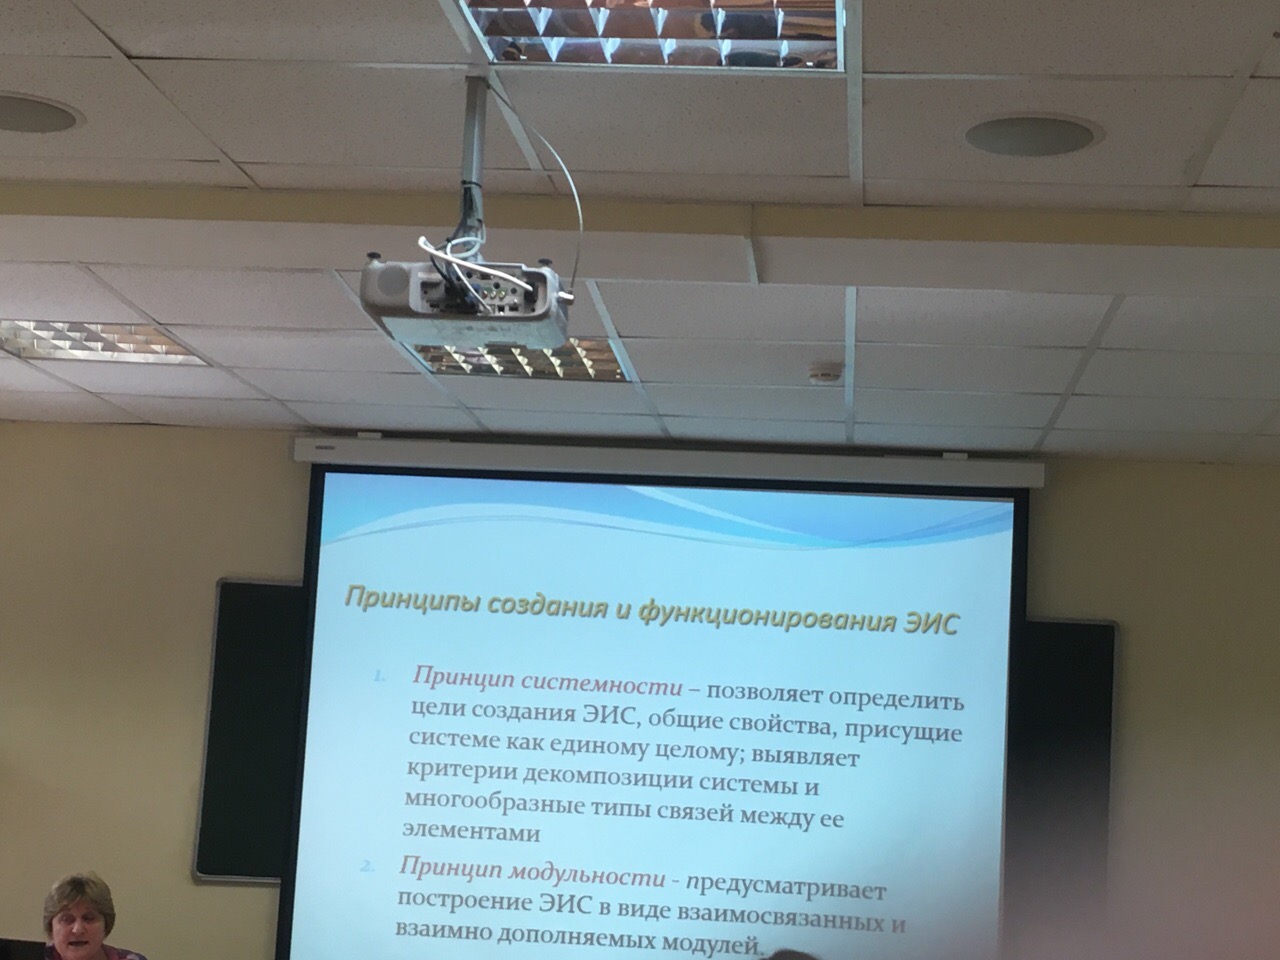 Принципы создания и функционирования ЭИС
1. Принцип системности – позволяет определить
цели создания ЭИС, общие свойства, присущие
системе как единому целому; выявляет
критерии декомпозиции системы и
многообразные типы связей между ее
элементами
2. Принцип модульности - предусматривает
построение ЭИС в виде взаимосвязанных и
взаимно дополняемых модулей.